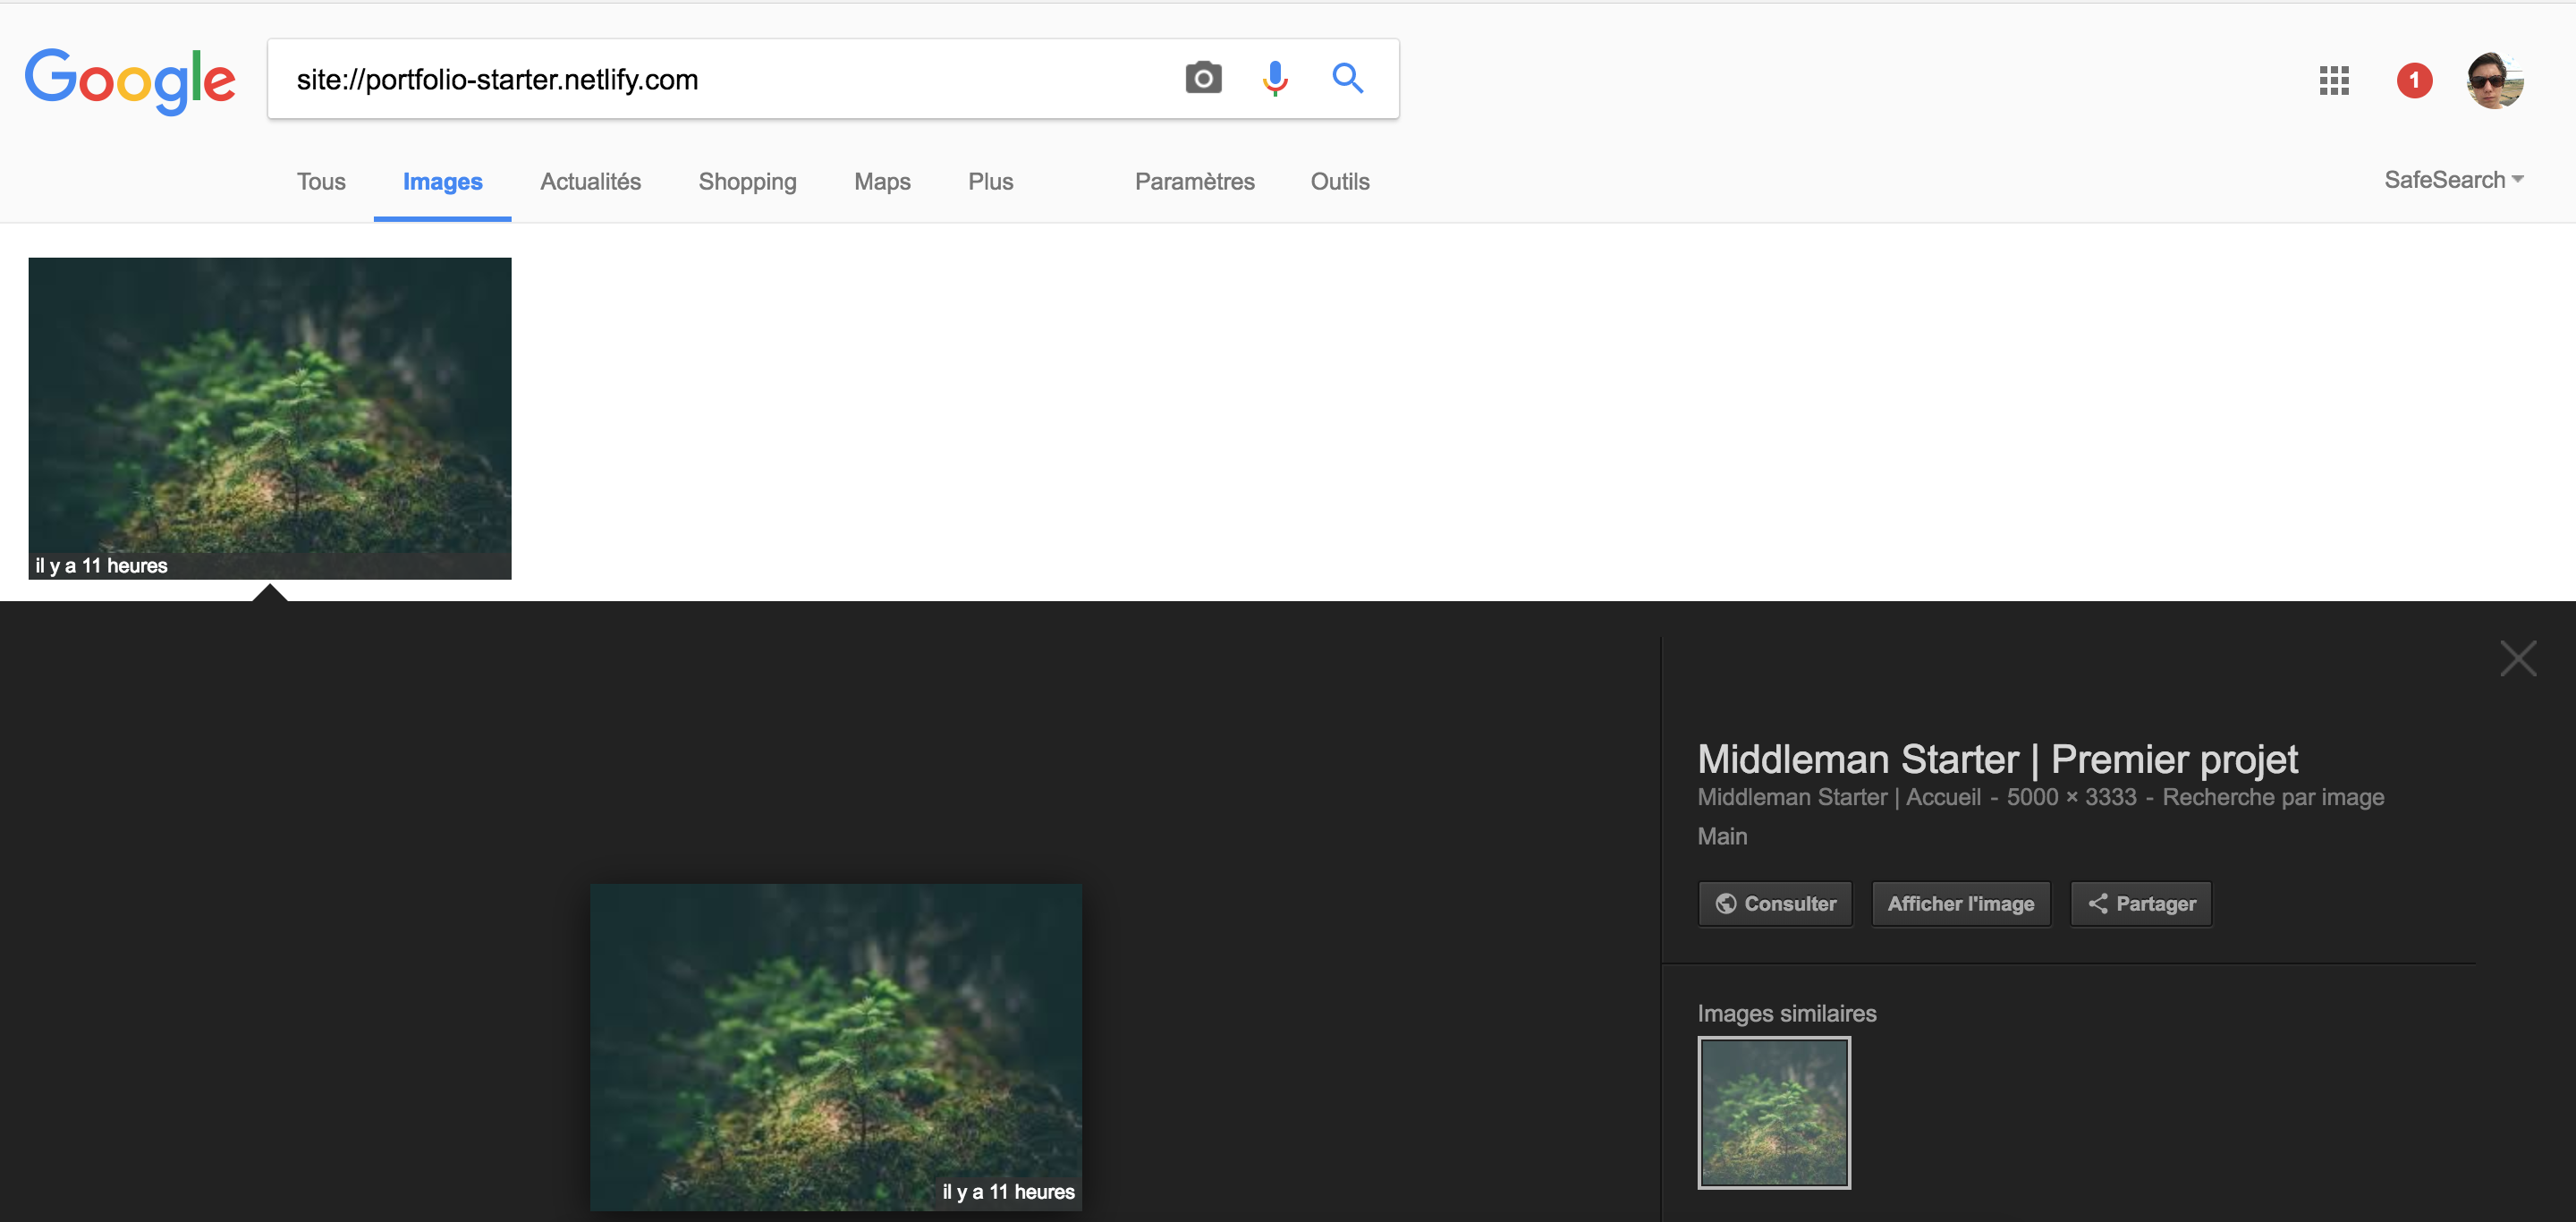 Google
site://portfolio-starter.netlify.com
1
Tous Images Actualités Shopping Maps Plus Paramètres Outils SafeSearch
il y a 11 heures
Middleman Starter | Premier projet
Middleman Starter | Accueil - 5000 × 3333 - Recherche par image
Main
Consulter Afficher l'image Partager
Images similaires
il y a 11 heures